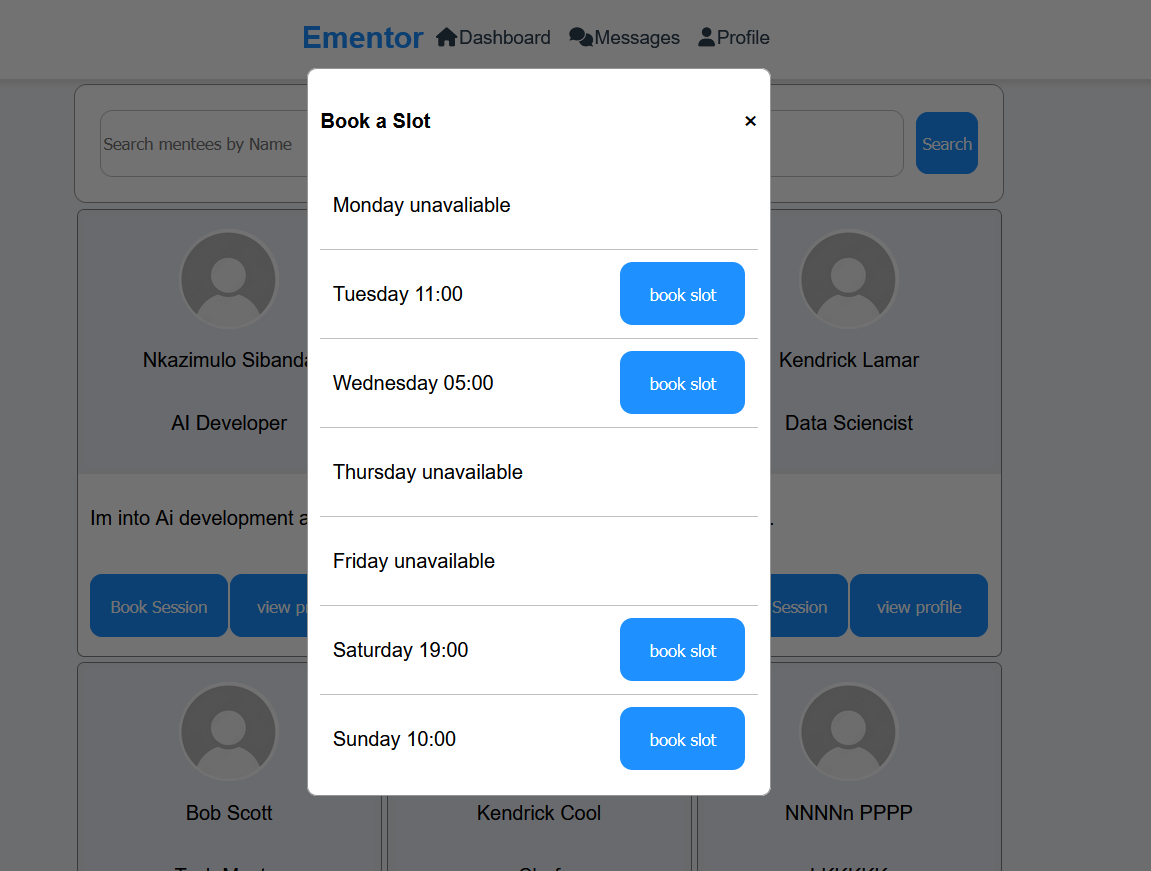 Ementor Dashboard Messages Profile
Book a Slot ×
Search mentees by Name Search
Monday unavaliable
Tuesday 11:00 book slot
Wednesday 05:00 book slot
Thursday unavailable
Friday unavailable
Saturday 19:00 book slot
Sunday 10:00 book slot
Nkazimulo Sibanda
AI Developer
Im into Ai development
Book Session view
Kendrick Lamar
Data Sciencist
.
Session view profile
Bob Scott
Kendrick Cool
NNNNn PPPP